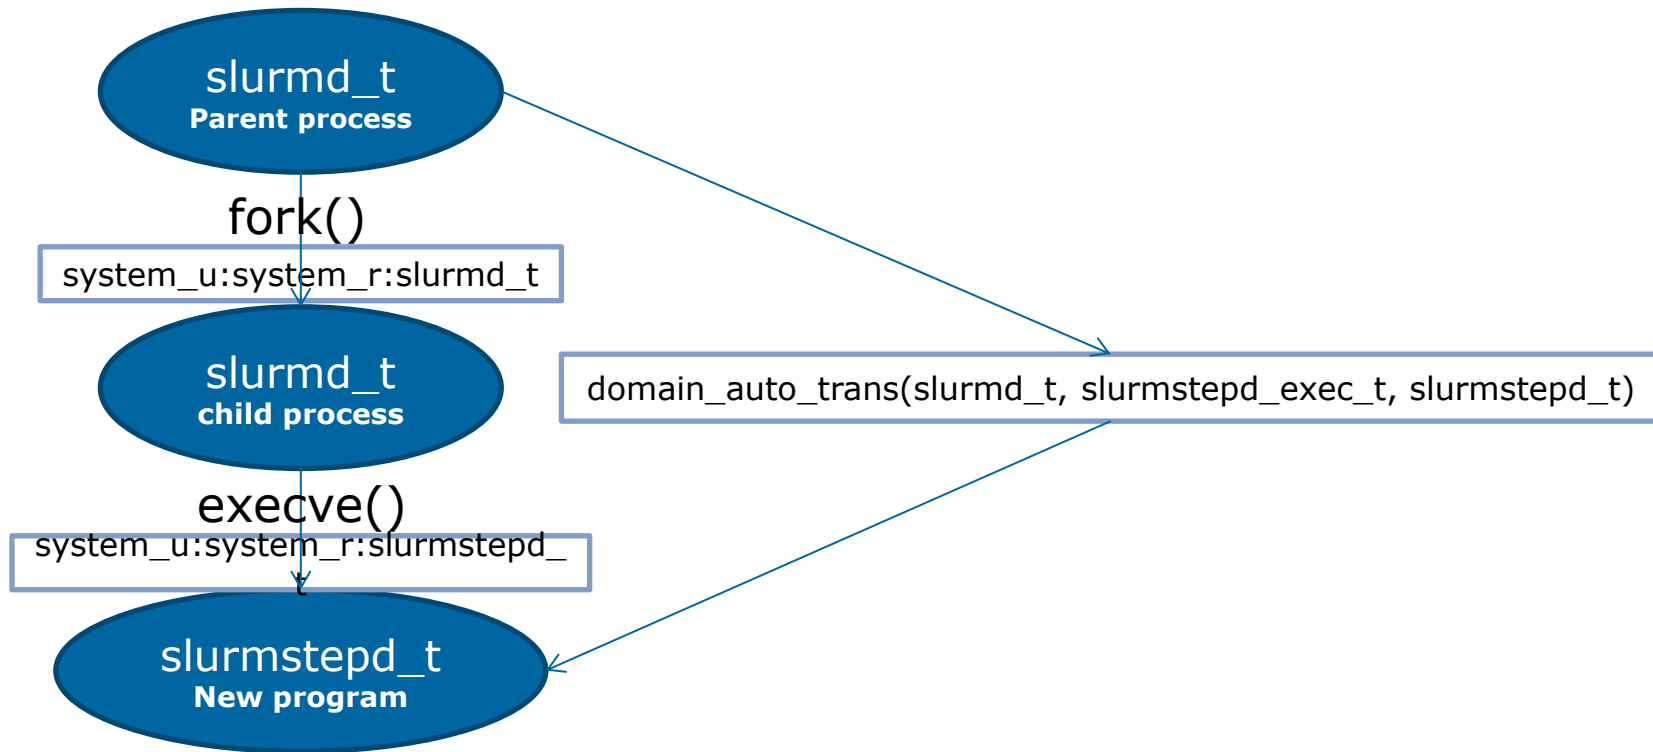 slurmd_t
Parent process
fork()
system_u:system_r:slurmd_t
slurmd_t
child process
domain_auto_trans(slurmd_t, slurmstepd_exec_t, slurmstepd_t)
execve()
system_u:system_r:slurmstepd_
t
slurmstepd_t
New program